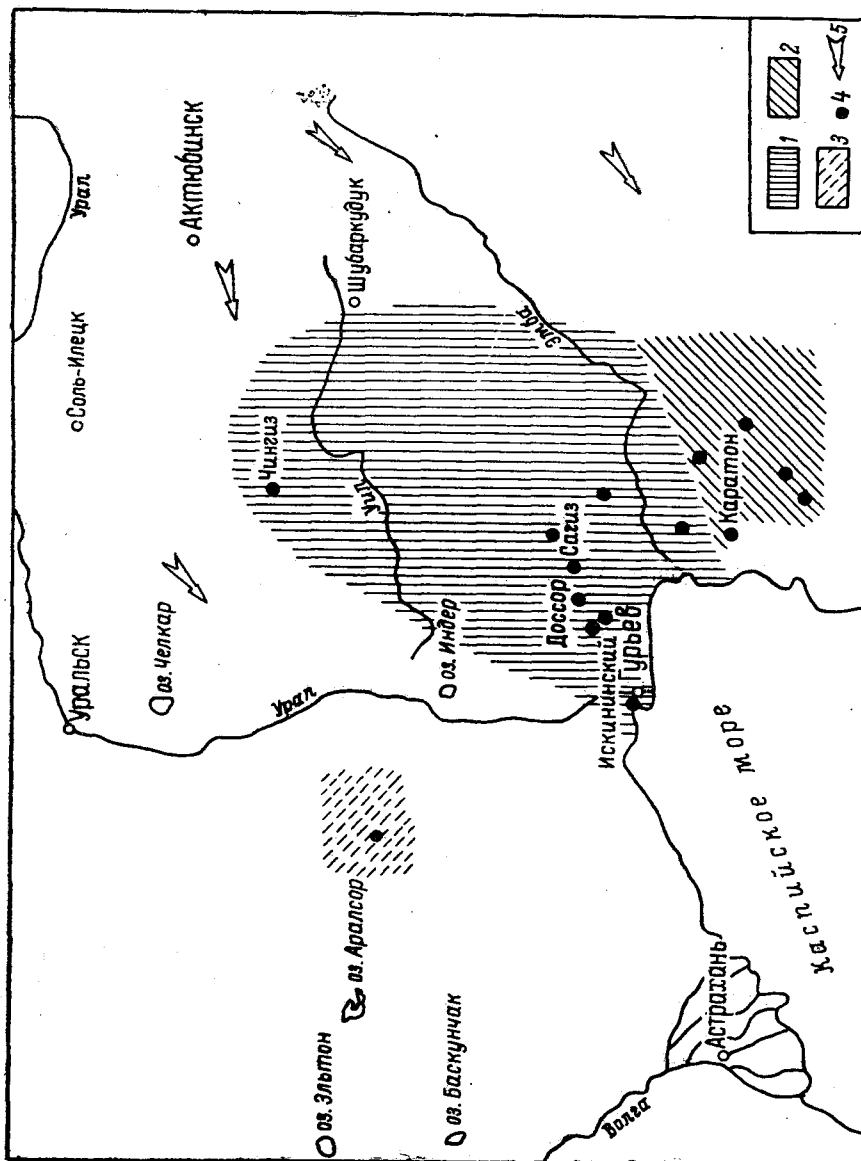 Урал
Соль-Илецк
Актюбинск
Уральск
оз. Челкар
Чингиз
Шубаркудук
Уил
Эмба
Урал
оз. Индер
Сагиз
Доссор
Искининский
Гурьев
Каратон
оз. Эльтон
оз. Аралсор
оз. Баскунчак
Астрахань
Волга
Каспийское море
1
2
3
4
5